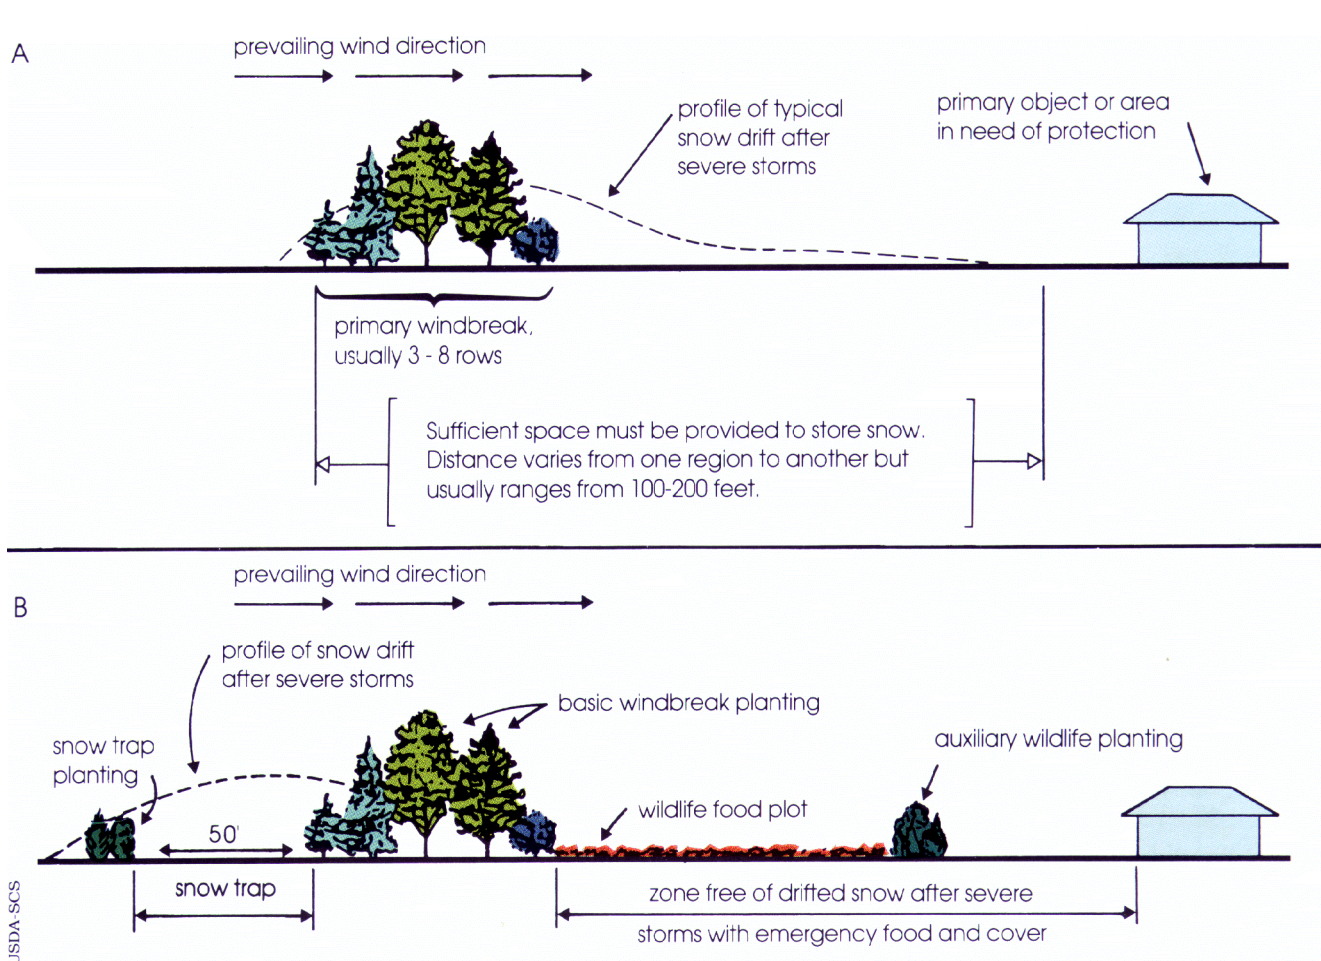 A
prevailing wind direction
profile of typical
snow drift after
severe storms
primary object or area
in need of protection
primary windbreak,
usually 3 - 8 rows
Sufficient space must be provided to store snow.
Distance varies from one region to another but
usually ranges from 100-200 feet.
B
prevailing wind direction
profile of snow drift
after severe storms
basic windbreak planting
snow trap
planting
auxiliary wildlife planting
wildlife food plot
50'
snow trap
zone free of drifted snow after severe
storms with emergency food and cover
USDA-SCS